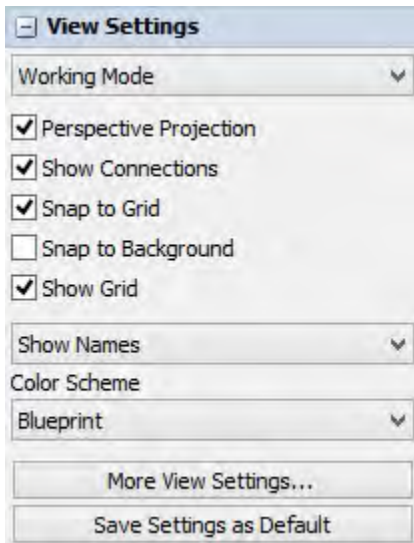 View Settings
Working Mode
Perspective Projection
Show Connections
Snap to Grid
Snap to Background
Show Grid
Show Names
Color Scheme
Blueprint
More View Settings...
Save Settings as Default